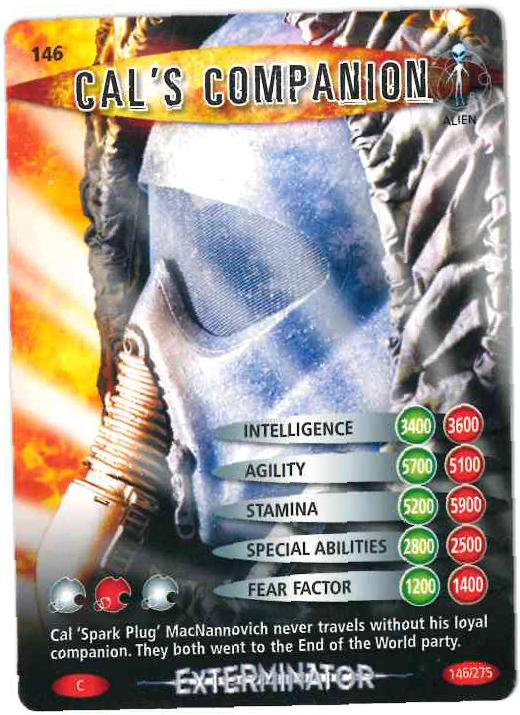 146
CAL'S COMPANION
ALIEN
INTELLIGENCE 3400 3600
AGILITY 5700 5100
STAMINA 5200 5900
SPECIAL ABILITIES 2800 2500
FEAR FACTOR 1200 1400
Cal 'Spark Plug' MacNannovich never travels without his loyal
companion. They both went to the End of the World party.
C
EXTERMINATOR
146/275